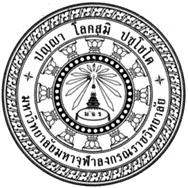 ปญฺญา โลกสฺมิ ปชฺโชโต
มหาวิทยาลัยมหาจุฬาลงกรณราชวิทยาลัย
ม จ ร